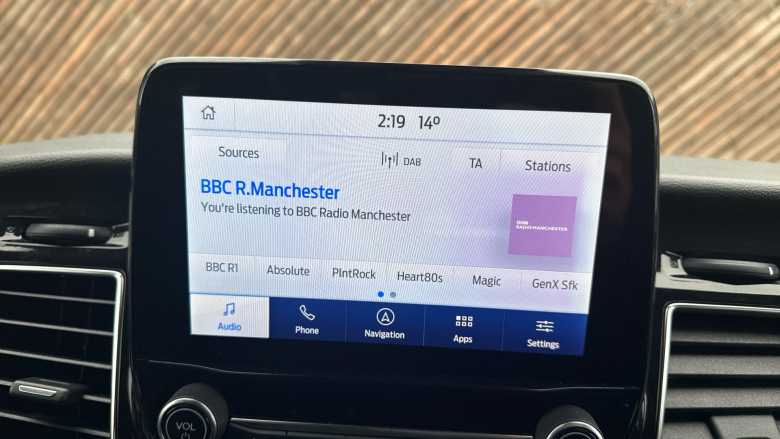 2:19 14º
Sources DAB TA Stations
BBC R.Manchester
You're listening to BBC Radio Manchester
BBC
RADIO MANCHESTER
BBC R1 Absolute PlntRock Heart80s Magic GenX Sfk
Audio Phone Navigation Apps Settings
VOL